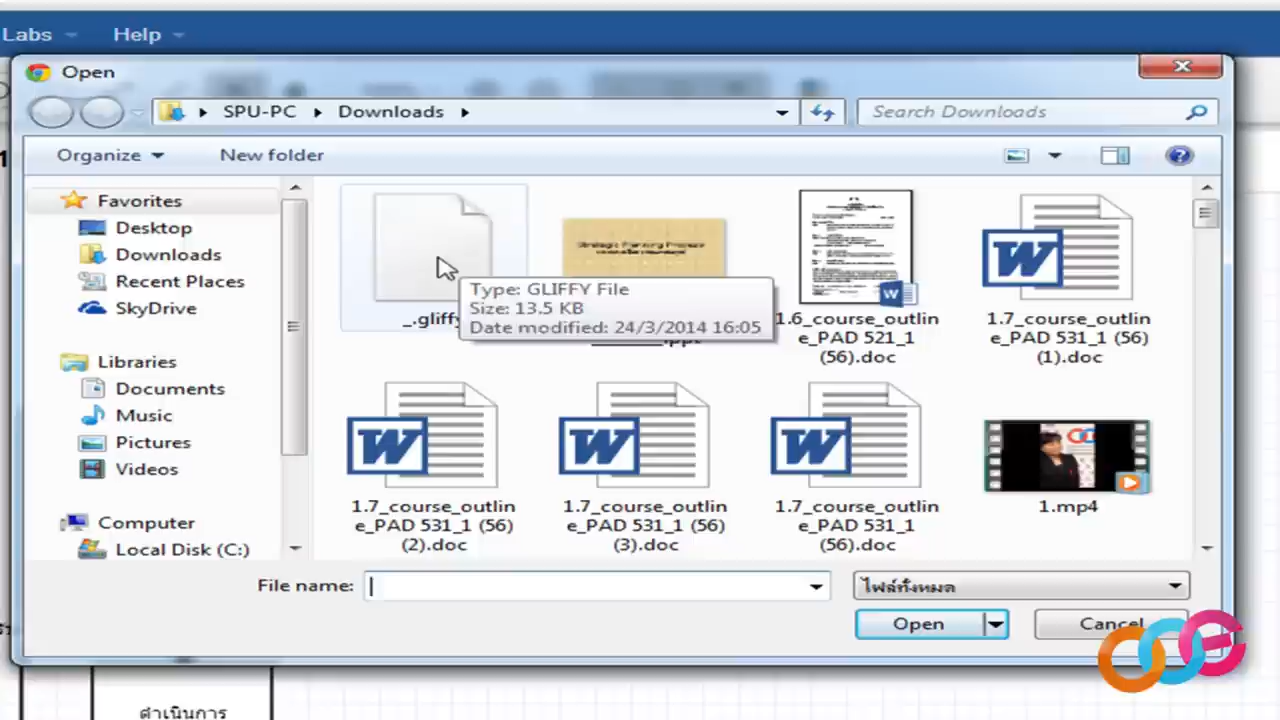 Labs
Help
Open
SPU-PC
Downloads
Search Downloads
Organize
New folder
Favorites
Desktop
Downloads
Recent Places
SkyDrive
Libraries
Documents
Music
Pictures
Videos
Computer
Local Disk (C:)
Strategic Planning Process
Type: GLIFFY File
Size: 13.5 KB
Date modified: 24/3/2014 16:05
1.6_course_outlin
e_PAD 521_1
(56).doc
1.7_course_outlin
e_PAD 531_1 (56)
(1).doc
1.7_course_outlin
e_PAD 531_1 (56)
(2).doc
1.7_course_outlin
e_PAD 531_1 (56)
(3).doc
1.7_course_outlin
e_PAD 531_1
(56).doc
1.mp4
File name:
ไฟล์ทั้งหมด
Open
Cancel
ดำเนินการ